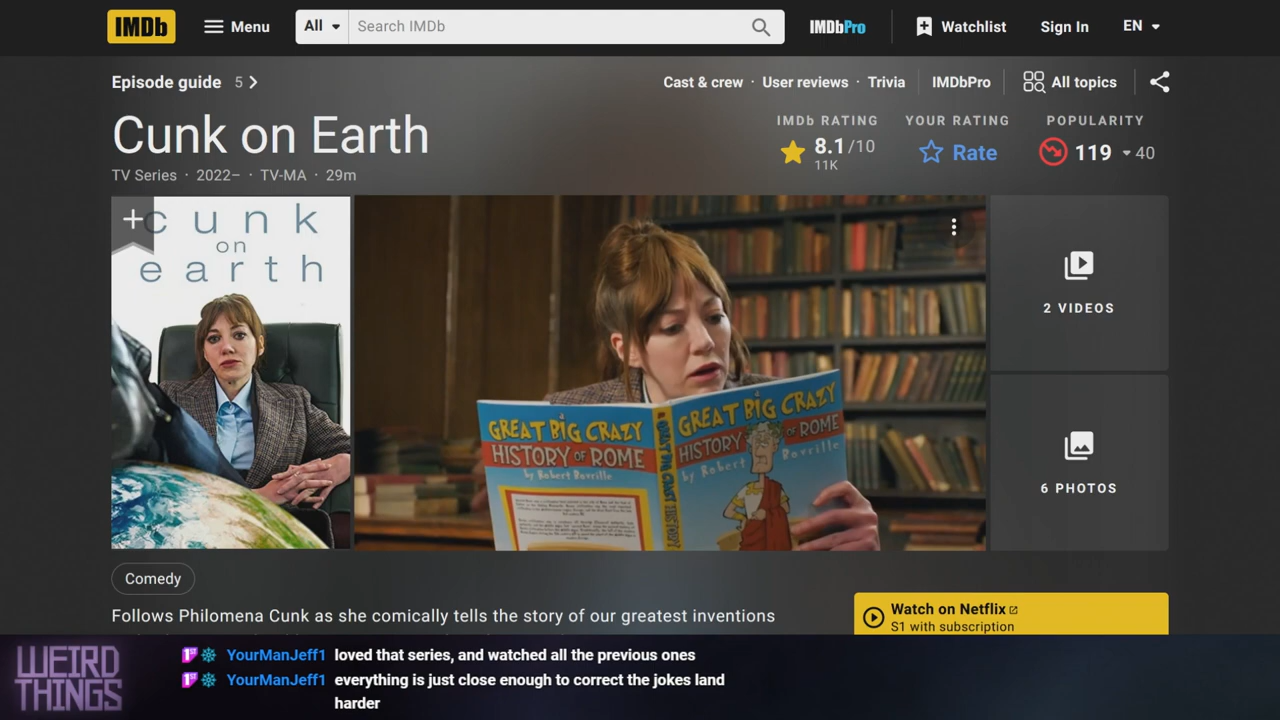 IMDb
Menu
All
Search IMDb
IMDbPro
Watchlist
Sign In
EN
Episode guide 5
Cast & crew · User reviews · Trivia
IMDbPro
All topics
Cunk on Earth
TV Series · 2022– · TV-MA · 29m
IMDb RATING
8.1/10
11K
YOUR RATING
Rate
POPULARITY
119
40
cunk
on
earth
GREAT BIG CRAZY
HISTORY OF ROME
by Robert Bovrille
GREAT BIG CRAZY
HISTORY OF ROME
by Robert Bovrille
2 VIDEOS
6 PHOTOS
Comedy
Follows Philomena Cunk as she comically tells the story of our greatest inventions
Watch on Netflix
S1 with subscription
WEIRD
THINGS
YourManJeff1 loved that series, and watched all the previous ones
YourManJeff1 everything is just close enough to correct the jokes land
harder